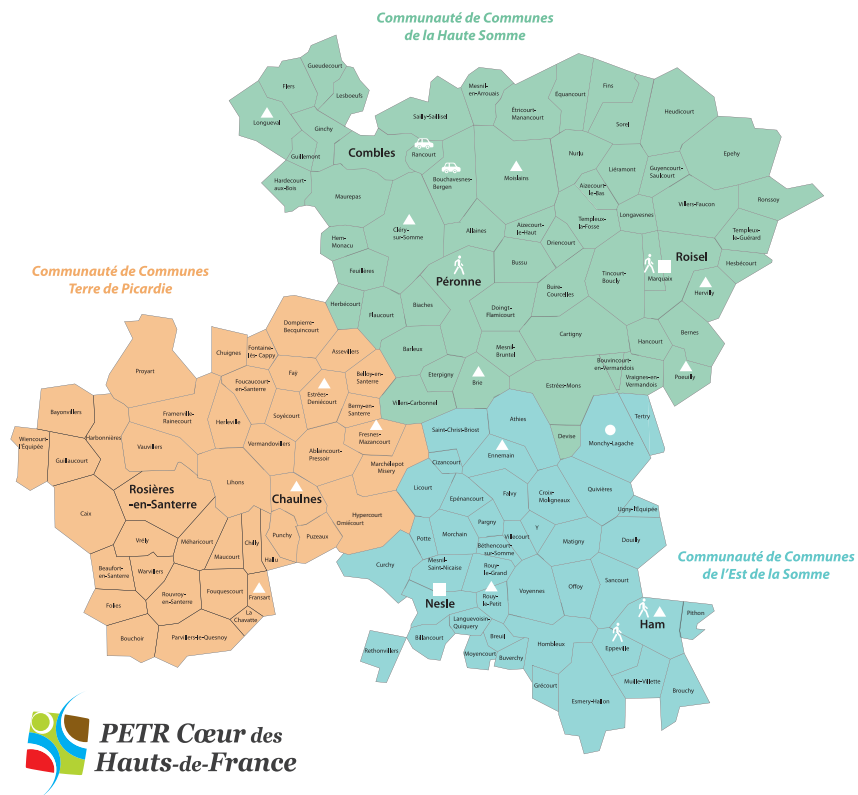 Communauté de Communes
de la Haute Somme
Gueudecourt
Flers
Lesboeufs
Longueval
Ginchy
Guillemont
Hardecourt-
aux-Bois
Combles
Sailly-Saillisel
Rancourt
Bouchavesnes-
Bergen
Mesnil-
en-Arrouais
Étricourt-
Manancourt
Équancourt
Fins
Sorel
Heudicourt
Epehy
Moislains
Nurlu
Liéramont
Guyencourt-
Saulcourt
Aizecourt-
le-Bas
Villers-Faucon
Ronssoy
Maurepas
Cléry-
sur-Somme
Allaines
Aizecourt-
le-Haut
Templeux-
la-Fosse
Longavesnes
Templeux-
le-Guérard
Driencourt
Hem-
Monacu
Feuillères
Bussu
Roisel
Marquaix
Hesbécourt
Hervilly
Péronne
Tincourt-
Boucly
Buire-
Courcelles
Herbécourt
Flaucourt
Biaches
Doingt-
Flamicourt
Cartigny
Bernes
Hancourt
Barleux
Mesnil-
Bruntel
Bouvincourt-
en-Vermandois
Vraignes-en-
Vermandois
Poeuilly
Eterpigny
Brie
Estrées-Mons
Villers-Carbonnel
Devise
Communauté de Communes
Terre de Picardie
Dompierre-
Becquincourt
Chuignes
Fontaine-
lès- Cappy
Assevillers
Proyart
Faÿ
Belloy-en-
Santerre
Foucaucourt-
en-Santerre
Estrées-
Deniécourt
Berny-en-
Santerre
Bayonvillers
Framerville-
Rainecourt
Herleville
Soyécourt
Fresnes-
Mazancourt
Wiencourt-
l'Equipée
Harbonnières
Vauvillers
Vermandovillers
Ablaincourt-
Pressoir
Marchélepot
Misery
Guillaucourt
Lihons
Rosières
-en-Santerre
Chaulnes
Caix
Hypercourt
Omiécourt
Vrély
Méharicourt
Chilly
Punchy
Puzeaux
Maucourt
Hallu
Beaufort-
en-Santerre
Warvillers
Rouvroy-
en-Santerre
Fouquescourt
Fransart
Folies
La
Chavatte
Bouchoir
Parvillers-le-Quesnoy
Communauté de Communes
de l'Est de la Somme
Saint-Christ-Briost
Athies
Tertry
Monchy-Lagache
Ennemain
Cizancourt
Licourt
Epénancourt
Falvy
Croix-
Moligneaux
Quivières
Ugny-l'Équipée
Pargny
Y
Potte
Morchain
Villecourt
Béthencourt-
sur-Somme
Matigny
Douilly
Curchy
Mesnil-
Saint-Nicaise
Rouy-
le-Grand
Nesle
Rouy-
le-Petit
Voyennes
Offoy
Sancourt
Ham
Pithon
Languevoisin-
Quiquery
Billancourt
Breuil
Rethonvillers
Moyencourt
Buverchy
Hombleux
Eppeville
Grécourt
Muille-Villette
Esmery-Hallon
Brouchy
PETR Cœur des
Hauts-de-France